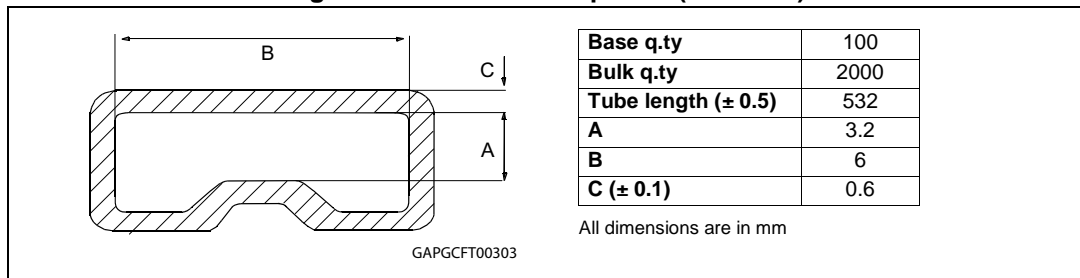 B
C
A
GAPGCFT00303
Base q.ty 100
Bulk q.ty 2000
Tube length (± 0.5) 532
A 3.2
B 6
C (± 0.1) 0.6
All dimensions are in mm